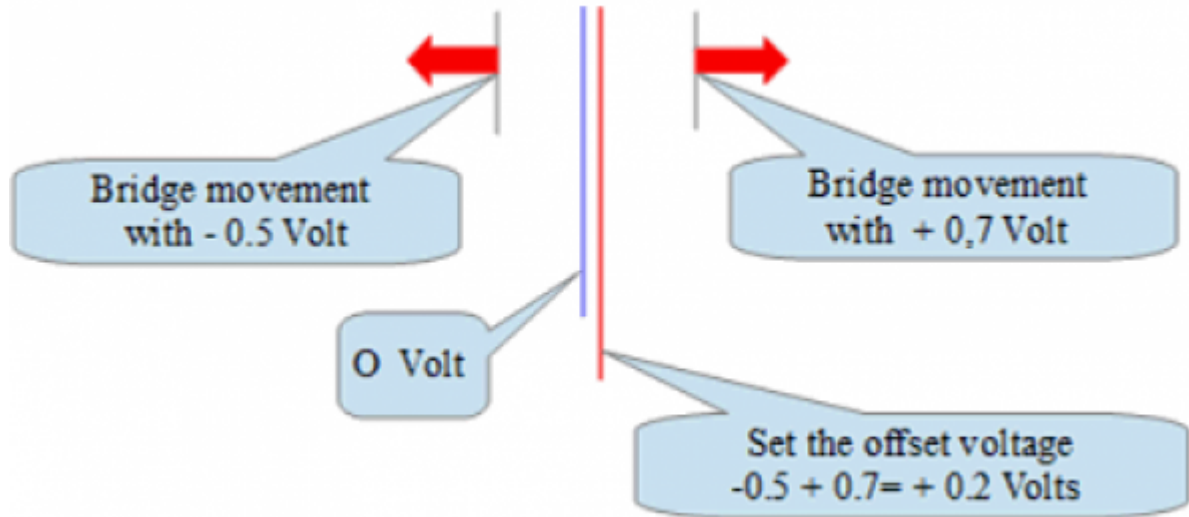 Bridge movement
with - 0.5 Volt
Bridge movement
with + 0,7 Volt
O Volt
Set the offset voltage
-0.5 + 0.7= + 0.2 Volts